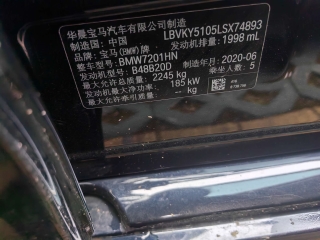 华晨宝马汽车有限公司制造
制造国：中国 LBVKY5105LSX74893
品牌：宝马(BMW)牌 发动机排量：1998 mL
整车型号：BMW7201HN
发动机型号：B48B20D 制造年月：2020-06
最大允许总质量：2245 kg 乘坐人数：5
发动机最大净功率：185 kW
最大允许牵引质量：-- kg